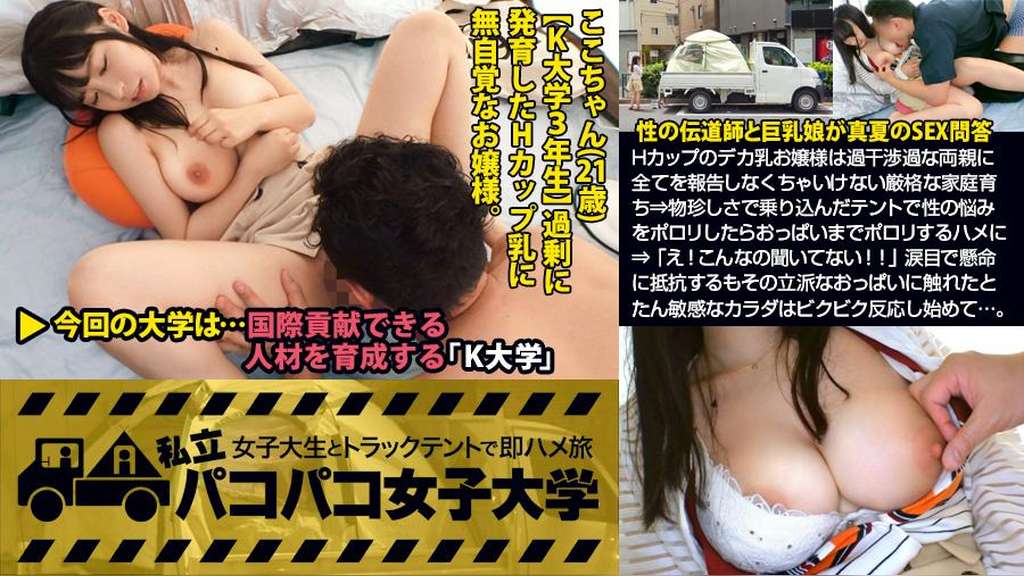 ここちゃん(21歳)
【K大学3年生】過剰に
発育したHカップ乳に
無自覚なお嬢様。
▶今回の大学は…国際貢献できる
人材を育成する「K大学」
私立 女子大生とトラックテントで即ハメ旅
パコパコ女子大学
性の伝道師と巨乳娘が真夏のSEX問答
Hカップのデカ乳お嬢様は過干渉過な両親に
全てを報告しなくちゃいけない厳格な家庭育
ち⇒物珍しさで乗り込んだテントで性の悩み
をポロリしたらおっぱいまでポロリするハメに
⇒「え!こんなの聞いてない!!」涙目で懸命
に抵抗するもその立派なおっぱいに触れたと
たん敏感なカラダはビクビク反応し始めて…。